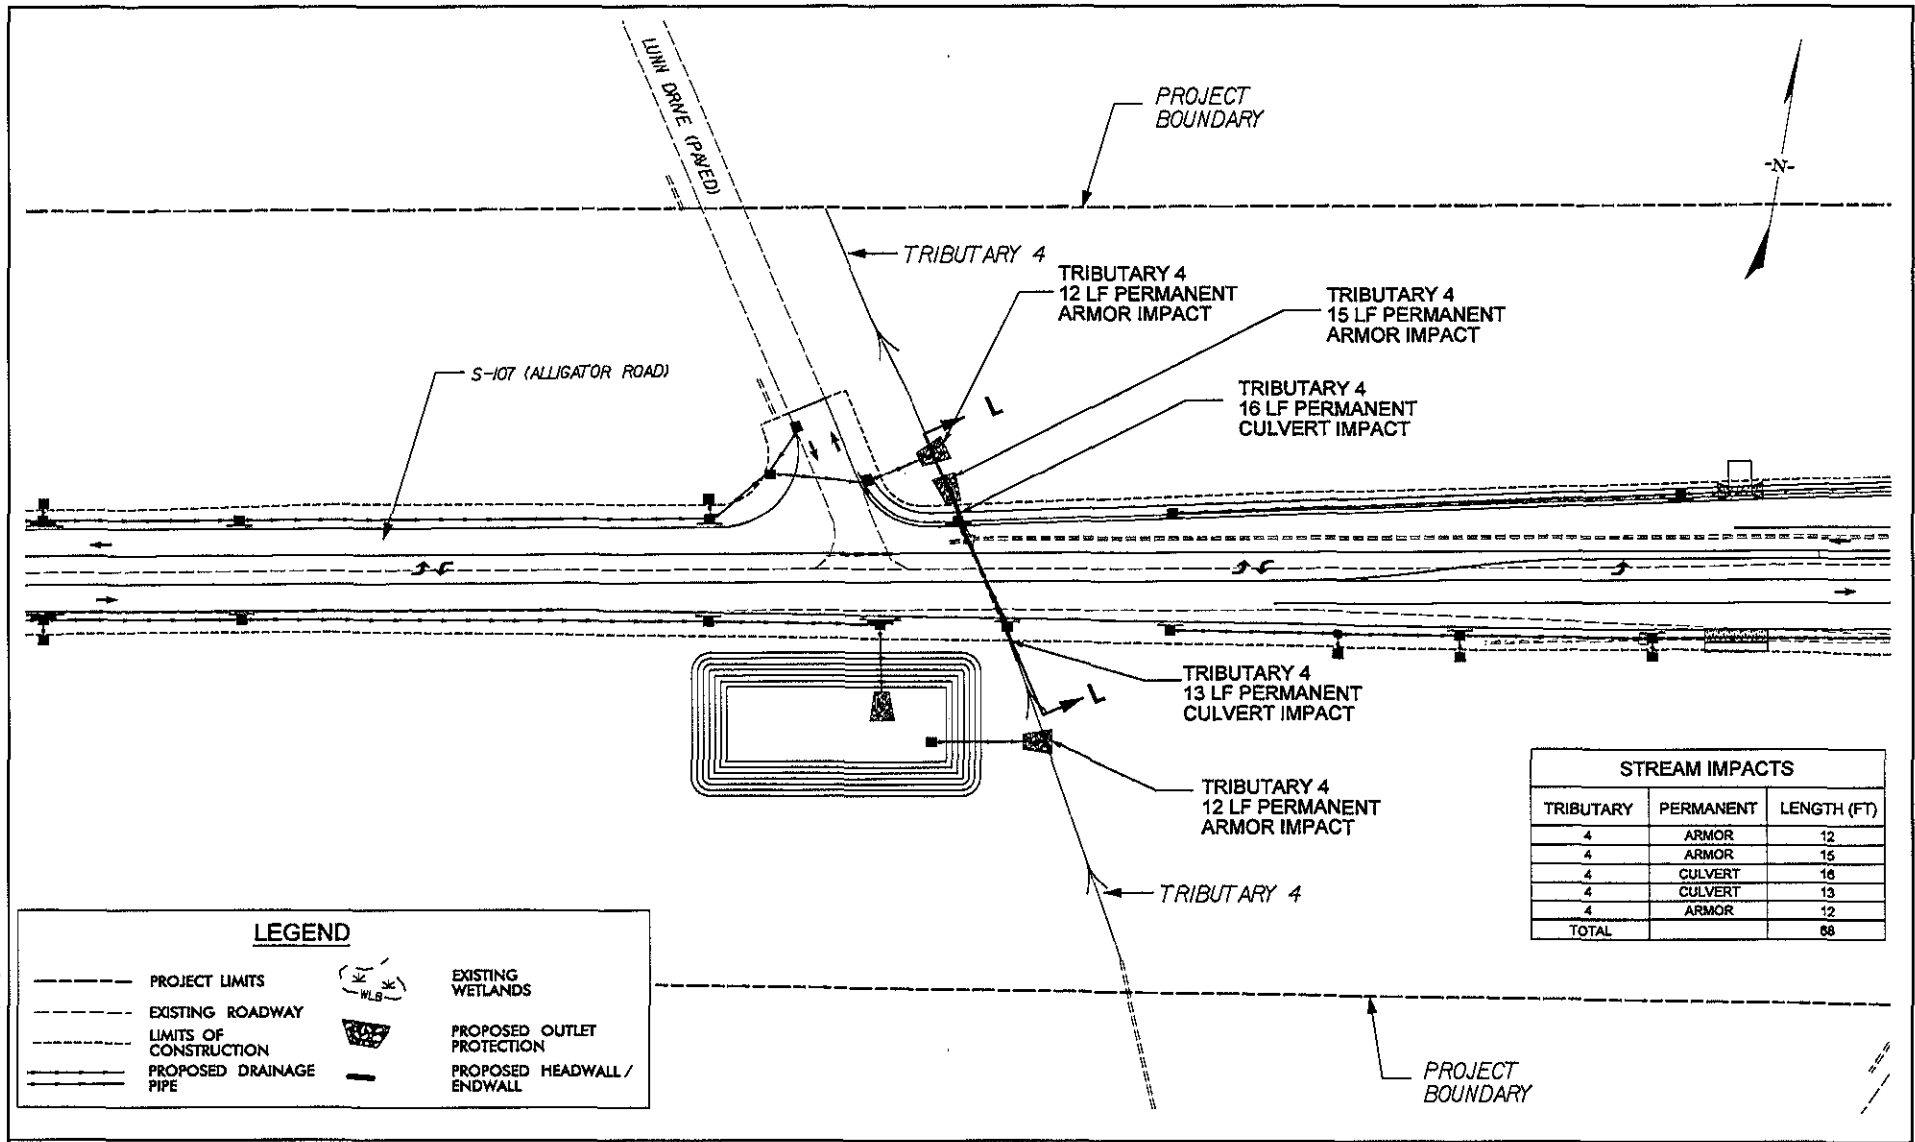 LUNN DRIVE (PAVED)
PROJECT
BOUNDARY
-N-
TRIBUTARY 4
TRIBUTARY 4
12 LF PERMANENT
ARMOR IMPACT
TRIBUTARY 4
15 LF PERMANENT
ARMOR IMPACT
S-107 (ALLIGATOR ROAD)
TRIBUTARY 4
16 LF PERMANENT
CULVERT IMPACT
L
TRIBUTARY 4
13 LF PERMANENT
CULVERT IMPACT
L
TRIBUTARY 4
12 LF PERMANENT
ARMOR IMPACT
TRIBUTARY 4
STREAM IMPACTS
TRIBUTARY PERMANENT LENGTH (FT)
4 ARMOR 12
4 ARMOR 15
4 CULVERT 16
4 CULVERT 13
4 ARMOR 12
TOTAL 68
LEGEND
PROJECT LIMITS
EXISTING ROADWAY
LIMITS OF
CONSTRUCTION
PROPOSED DRAINAGE
PIPE
WLB
EXISTING
WETLANDS
PROPOSED OUTLET
PROTECTION
PROPOSED HEADWALL/
ENDWALL
PROJECT
BOUNDARY